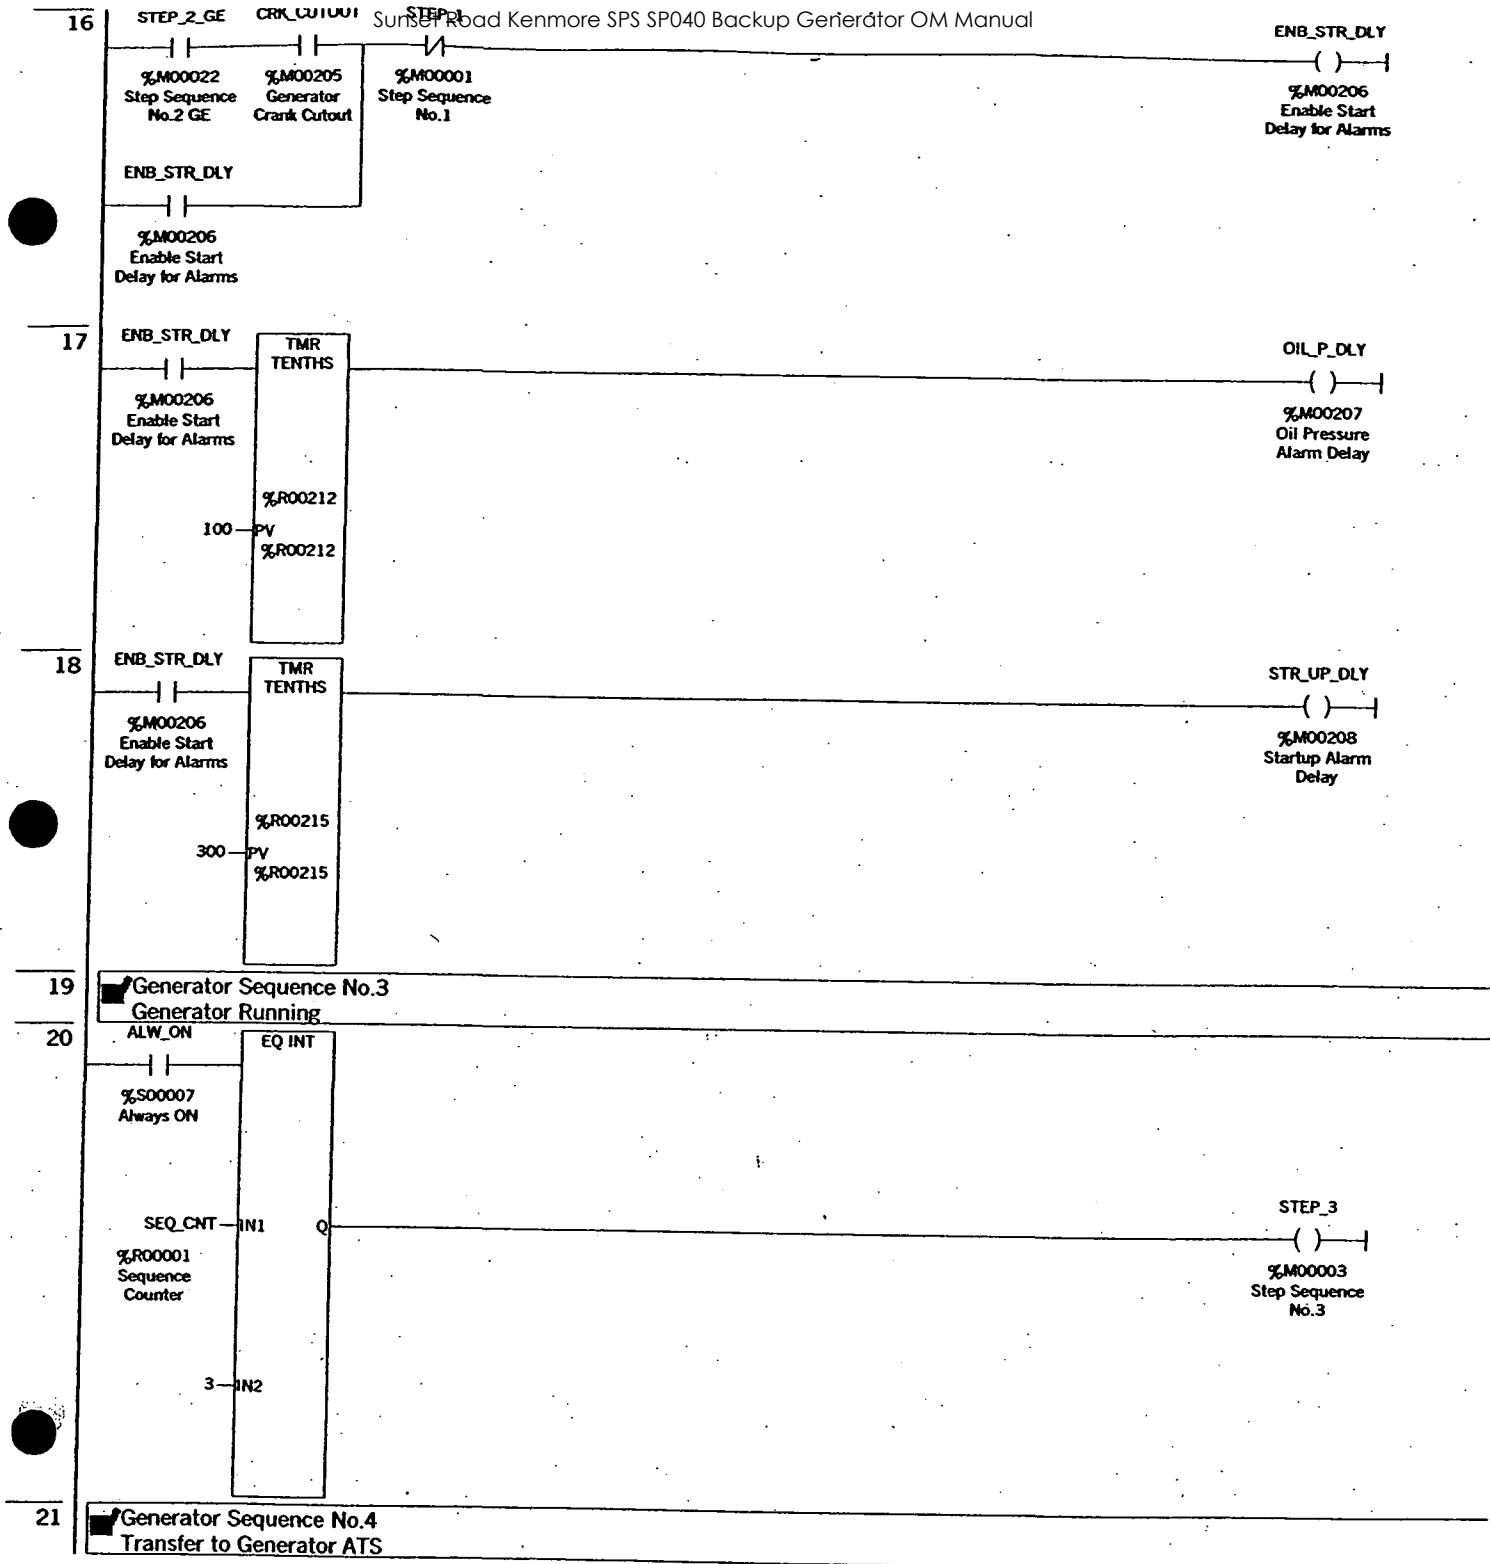 Sunset Road Kenmore SPS SP040 Backup Generator OM Manual
16
STEP_2_GE CRK_CUTOUT STEP_1 ENB_STR_DLY
%M00022 %M00205 %M00001 %M00206
Step Sequence Generator Step Sequence Enable Start
No.2 GE Crank Cutout No.1 Delay for Alarms
ENB_STR_DLY
%M00206
Enable Start
Delay for Alarms
17
ENB_STR_DLY TMR OIL_P_DLY
TENTHS
%M00206 %M00207
Enable Start Oil Pressure
Delay for Alarms Alarm Delay
%R00212
100 PV
%R00212
18
ENB_STR_DLY TMR STR_UP_DLY
TENTHS
%M00206 %M00208
Enable Start Startup Alarm
Delay for Alarms Delay
%R00215
300 PV
%R00215
19 Generator Sequence No.3
Generator Running
20
ALW_ON EQ INT
%S00007
Always ON
SEQ_CNT IN1 Q STEP_3
%R00001 %M00003
Sequence Step Sequence
Counter No.3
3 IN2
21 Generator Sequence No.4
Transfer to Generator ATS